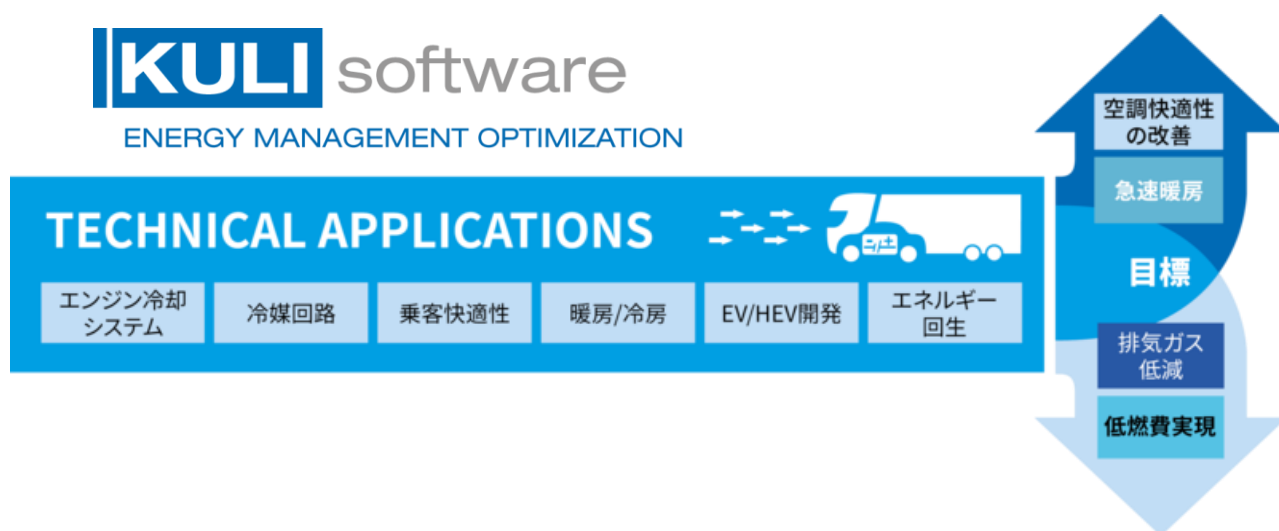 KULI software
ENERGY MANAGEMENT OPTIMIZATION
TECHNICAL APPLICATIONS
エンジン冷却
システム
冷媒回路
乗客快適性
暖房/冷房
EV/HEV開発
エネルギー
回生
空調快適性
の改善
急速暖房
目標
排気ガス
低減
低燃費実現